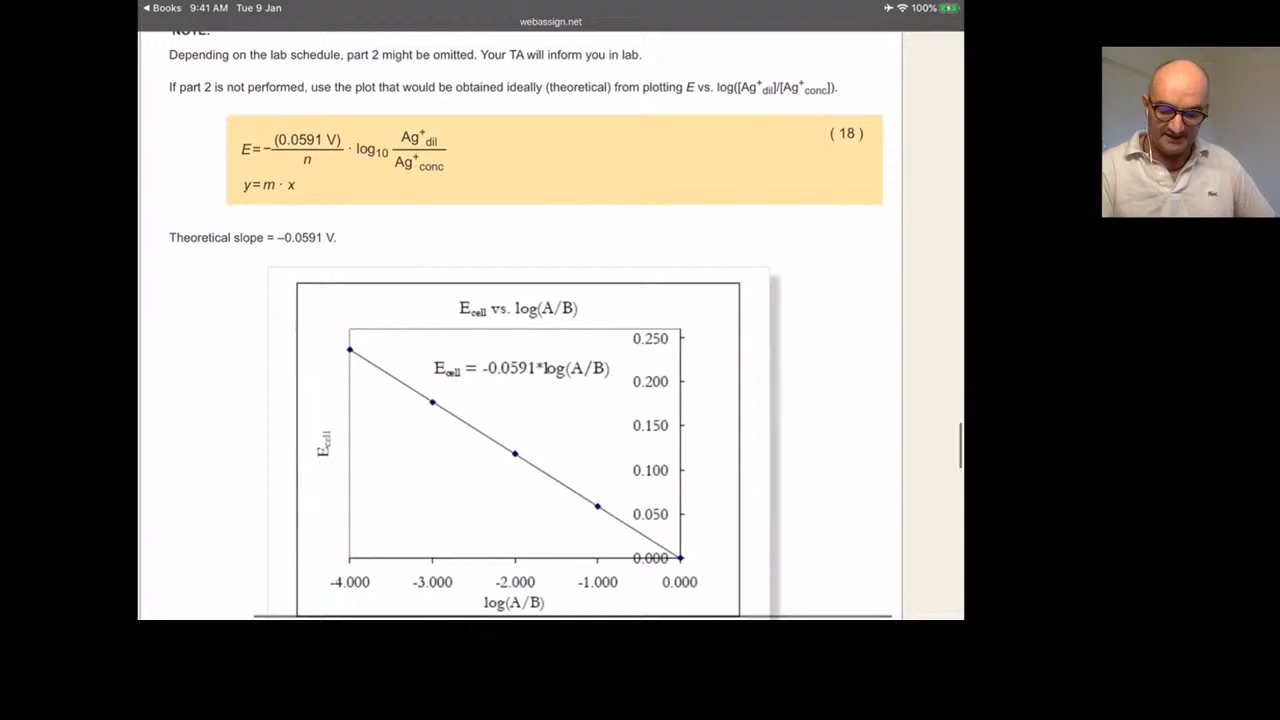 Books 9:41 AM Tue 9 Jan 100%
webassign.net
NOTE:
Depending on the lab schedule, part 2 might be omitted. Your TA will inform you in lab.
If part 2 is not performed, use the plot that would be obtained ideally (theoretical) from plotting E vs. log([Ag⁺dil]/[Ag⁺conc]).
E=−(0.0591 V)/n · log10 Ag⁺dil/Ag⁺conc (18)
y=m · x
Theoretical slope = –0.0591 V.
Ecell vs. log(A/B)
0.250
Ecell = -0.0591*log(A/B)
0.200
0.150
Ecell
0.100
0.050
0.000
-4.000 -3.000 -2.000 -1.000 0.000
log(A/B)